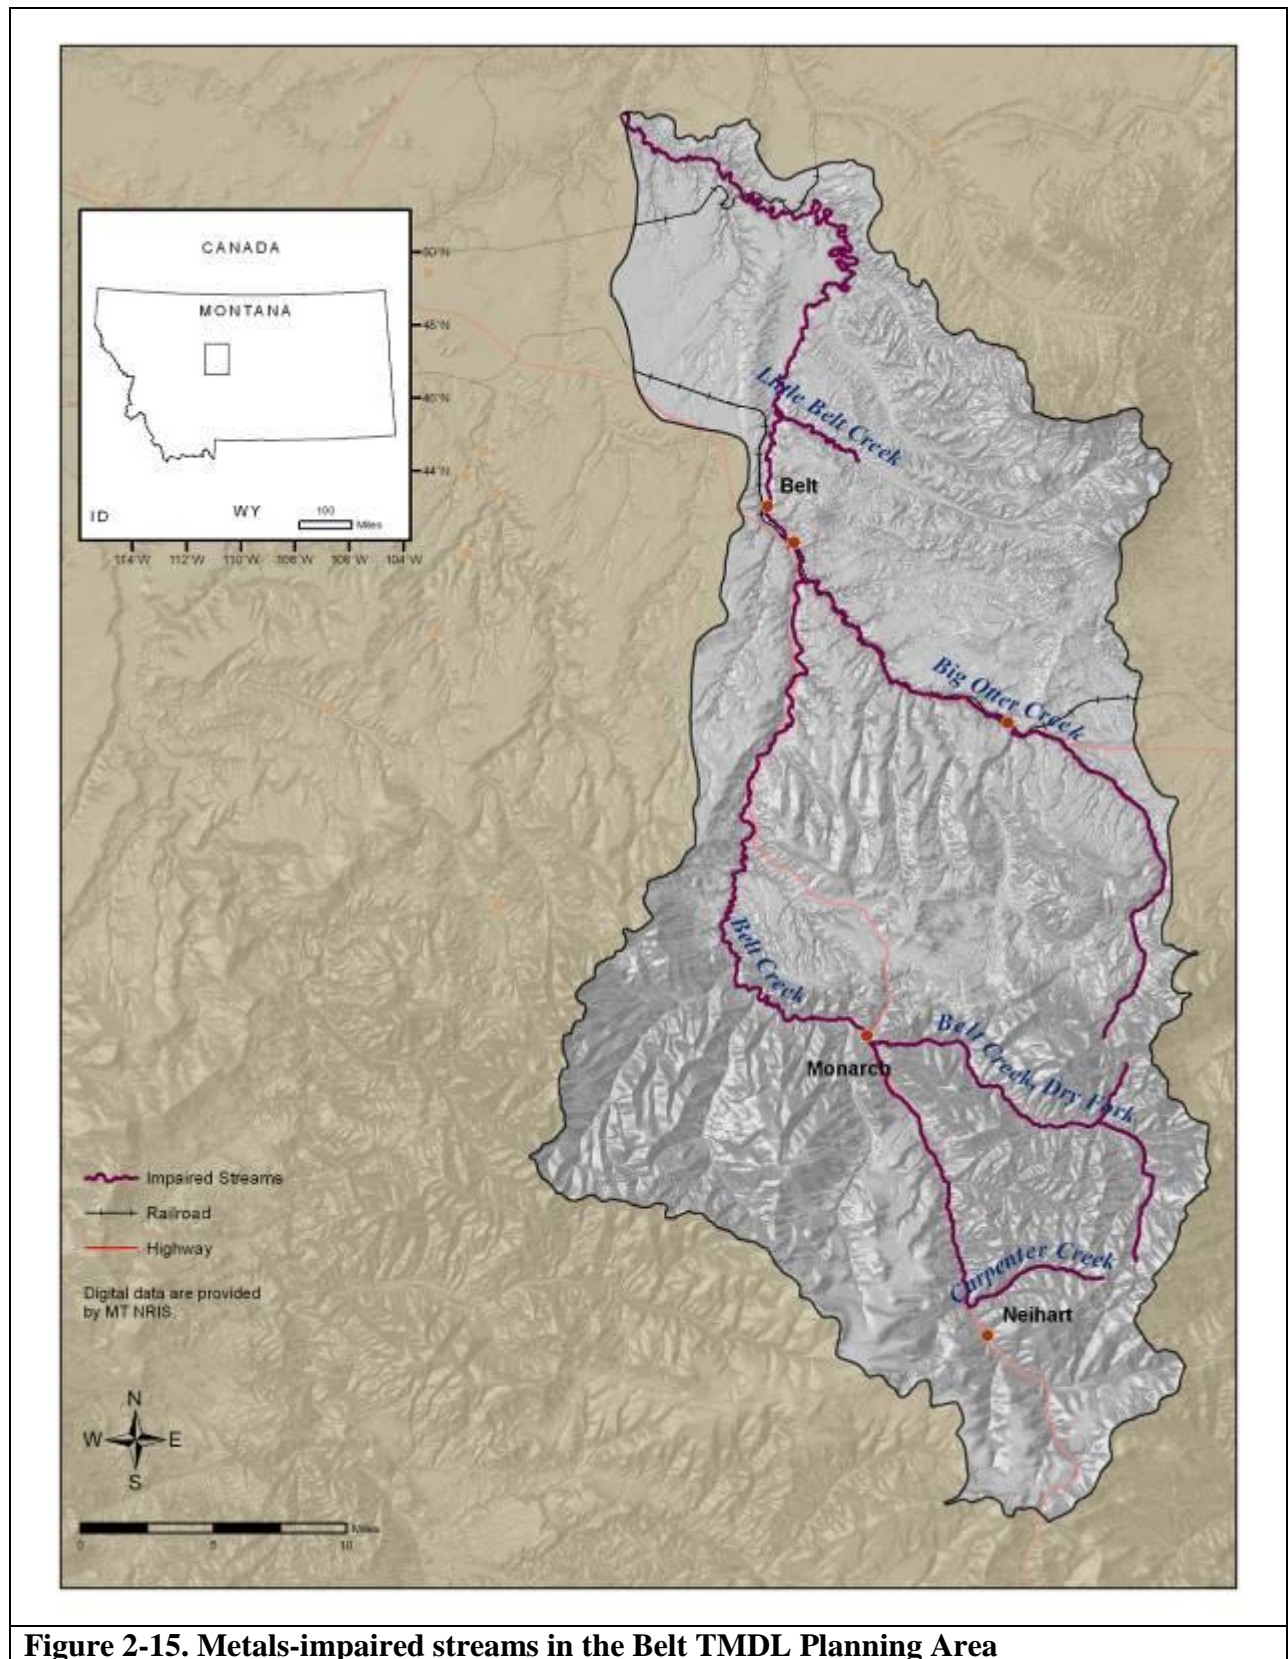 CANADA
MONTANA
ID
WY
100
Miles
50°N
48°N
46°N
44°N
114°W 112°W 110°W 108°W 106°W 104°W
Little Belt Creek
Belt
Big Otter Creek
Belt Creek
Monarch
Belt Creek, Dry Fork
Carpenter Creek
Neihart
Impaired Streams
Railroad
Highway
Digital data are provided
by MT NRIS.
N
W E
S
Miles
0 5 10
Figure 2-15. Metals-impaired streams in the Belt TMDL Planning Area